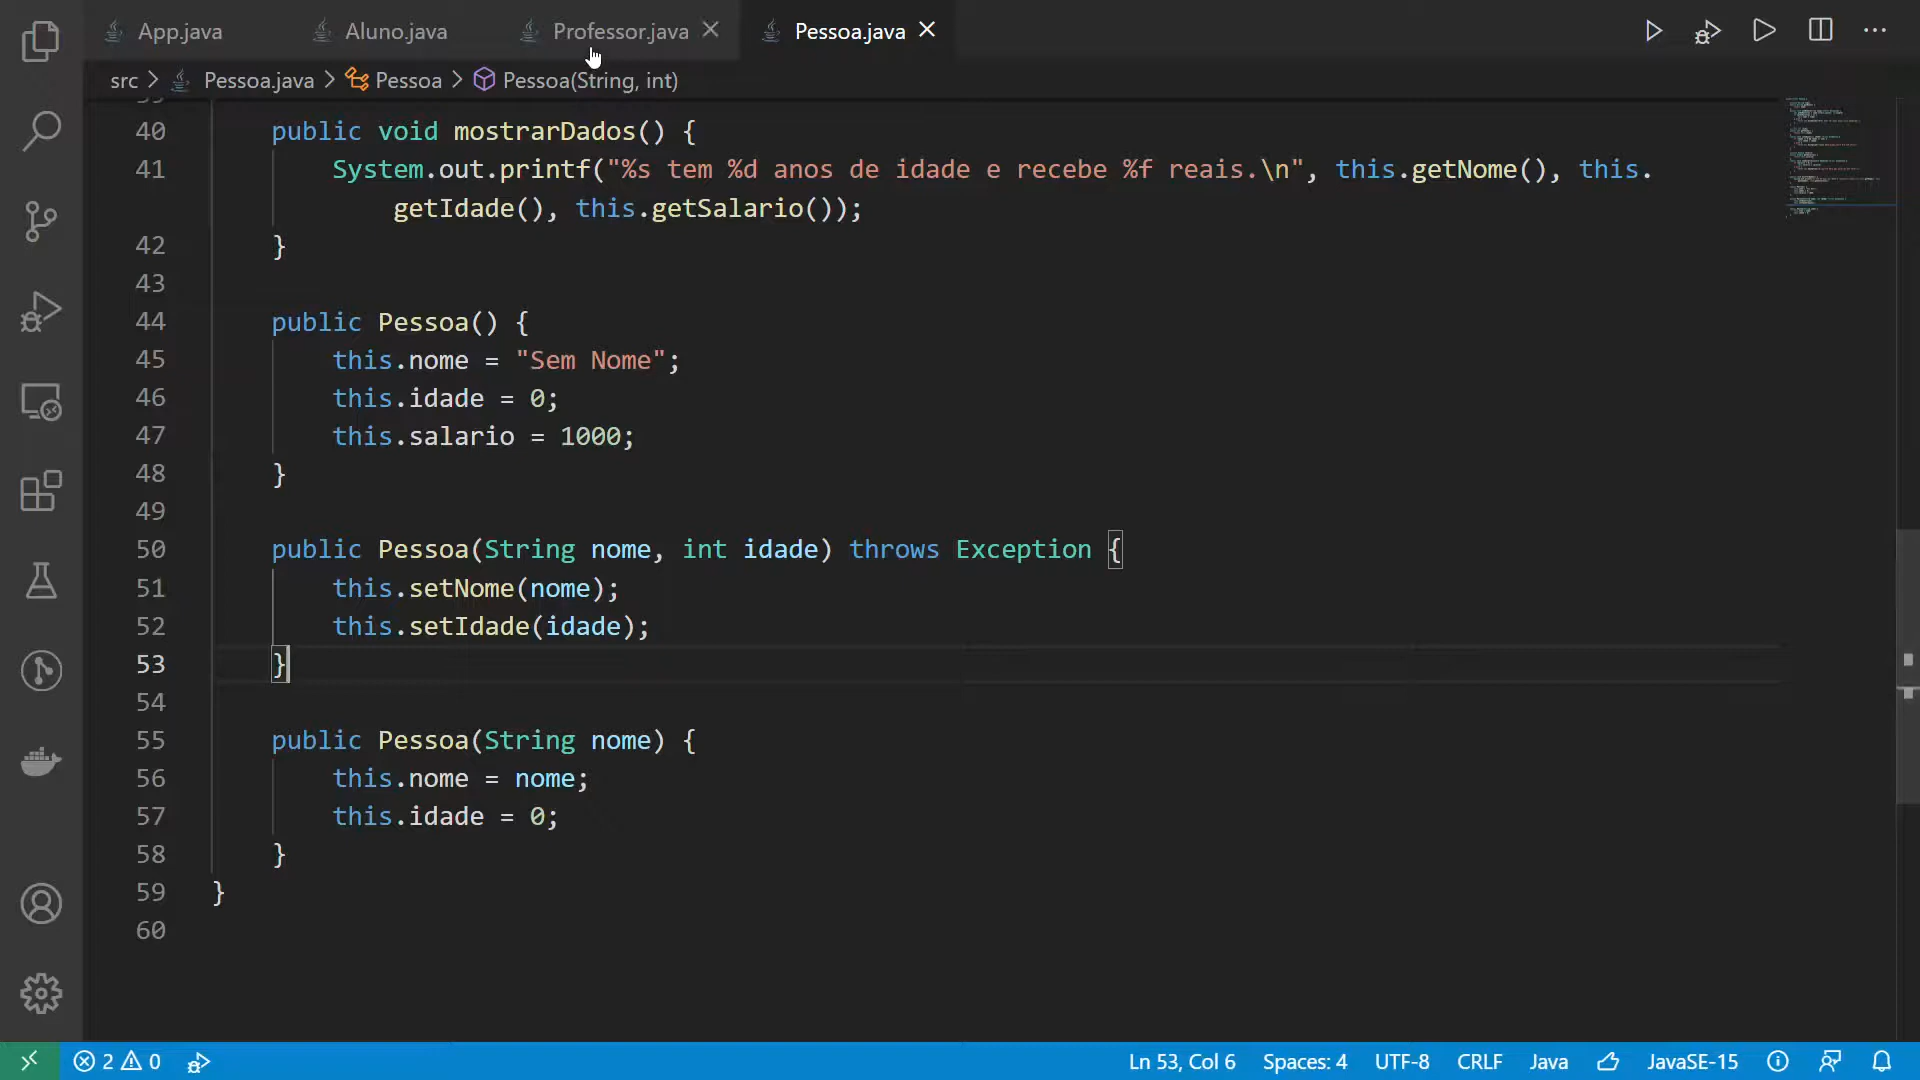 App.java Aluno.java Professor.java Pessoa.java
src > Pessoa.java > Pessoa > Pessoa(String, int)
40 public void mostrarDados() {
41 System.out.printf("%s tem %d anos de idade e recebe %f reais.\n", this.getNome(), this.
getIdade(), this.getSalario());
42 }
43
44 public Pessoa() {
45 this.nome = "Sem Nome";
46 this.idade = 0;
47 this.salario = 1000;
48 }
49
50 public Pessoa(String nome, int idade) throws Exception {
51 this.setNome(nome);
52 this.setIdade(idade);
53 }
54
55 public Pessoa(String nome) {
56 this.nome = nome;
57 this.idade = 0;
58 }
59 }
60
2 0 Ln 53, Col 6 Spaces: 4 UTF-8 CRLF Java JavaSE-15